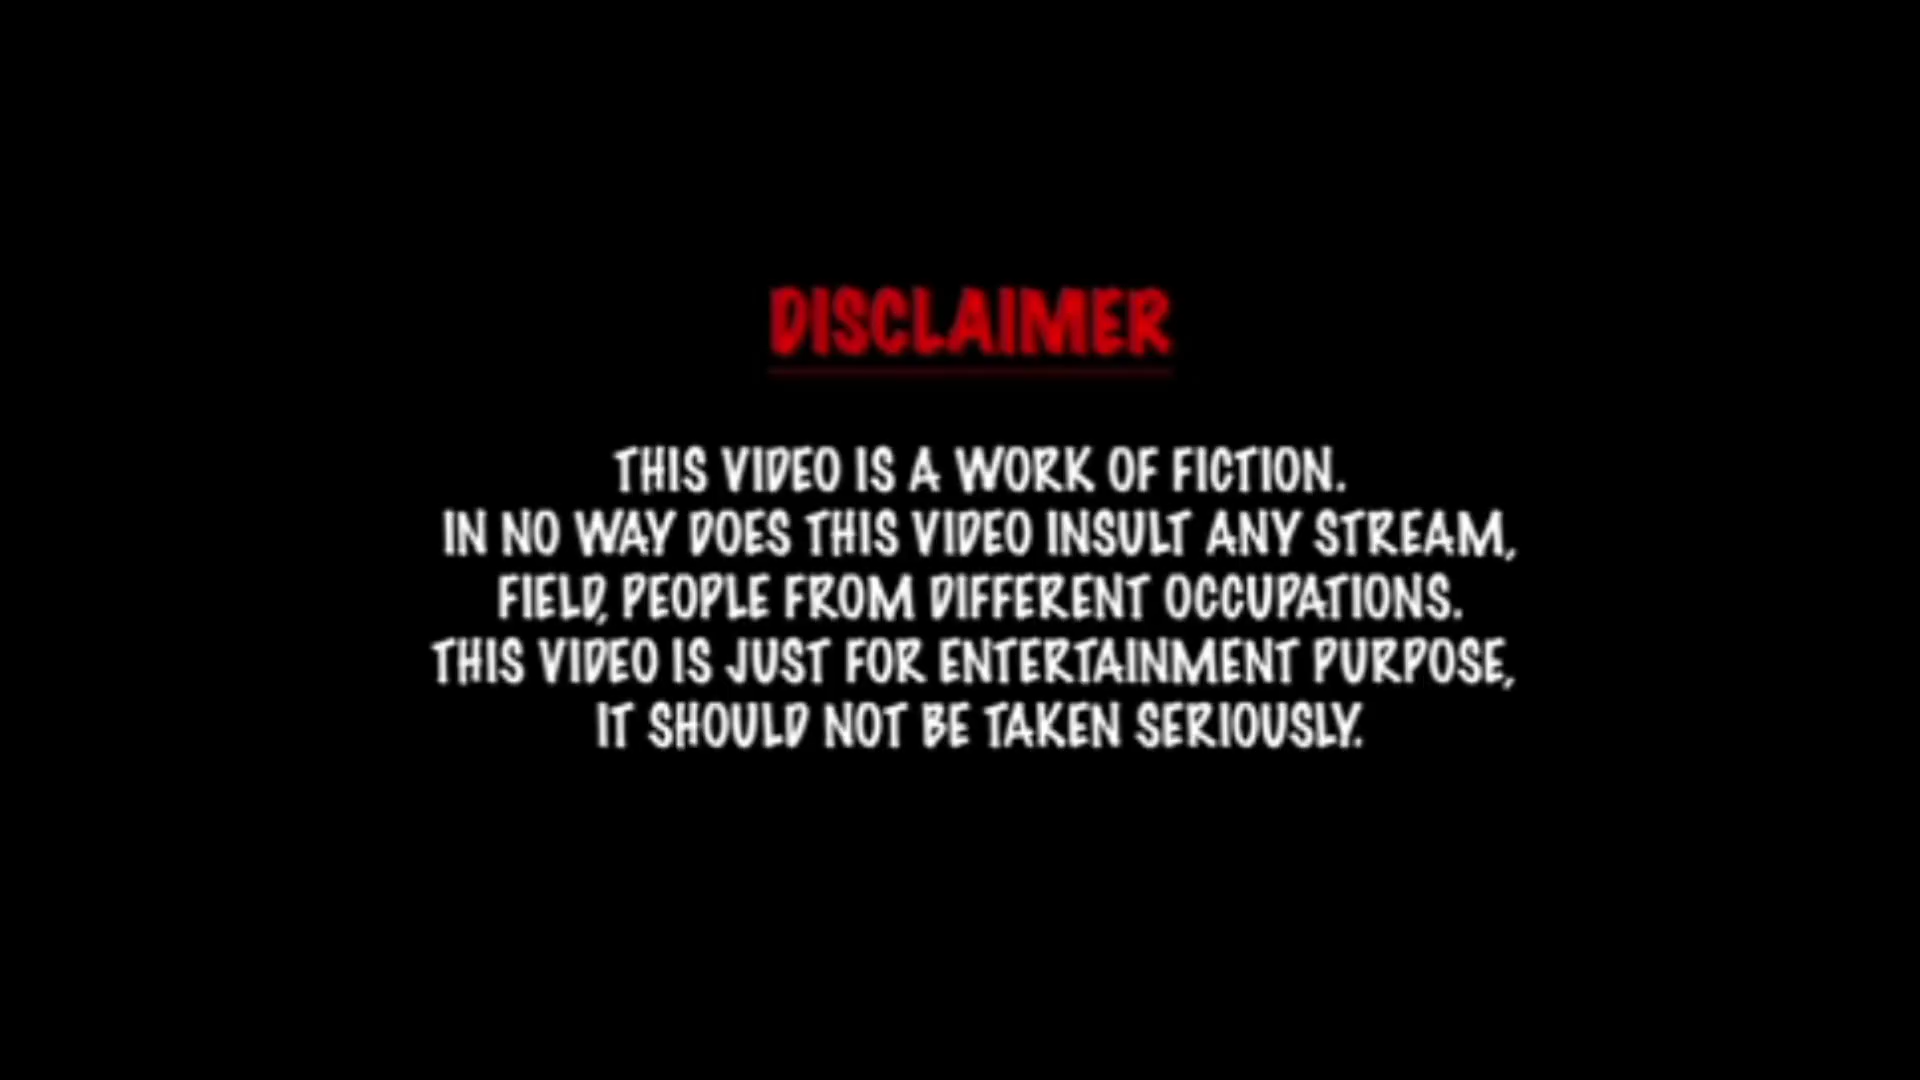 DISCLAIMER
THIS VIDEO IS A WORK OF FICTION.
IN NO WAY DOES THIS VIDEO INSULT ANY STREAM,
FIELD, PEOPLE FROM DIFFERENT OCCUPATIONS.
THIS VIDEO IS JUST FOR ENTERTAINMENT PURPOSE,
IT SHOULD NOT BE TAKEN SERIOUSLY.